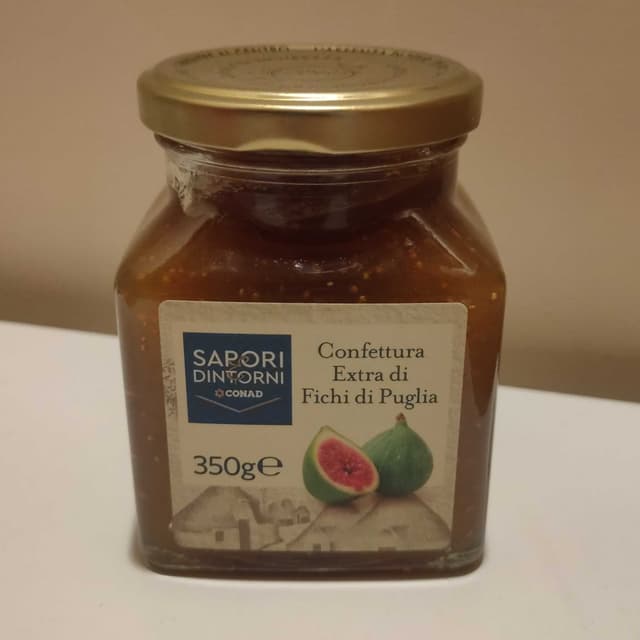 SAPORI
DINTORNI
CONAD
Confettura
Extra di
Fichi di Puglia
350g℮